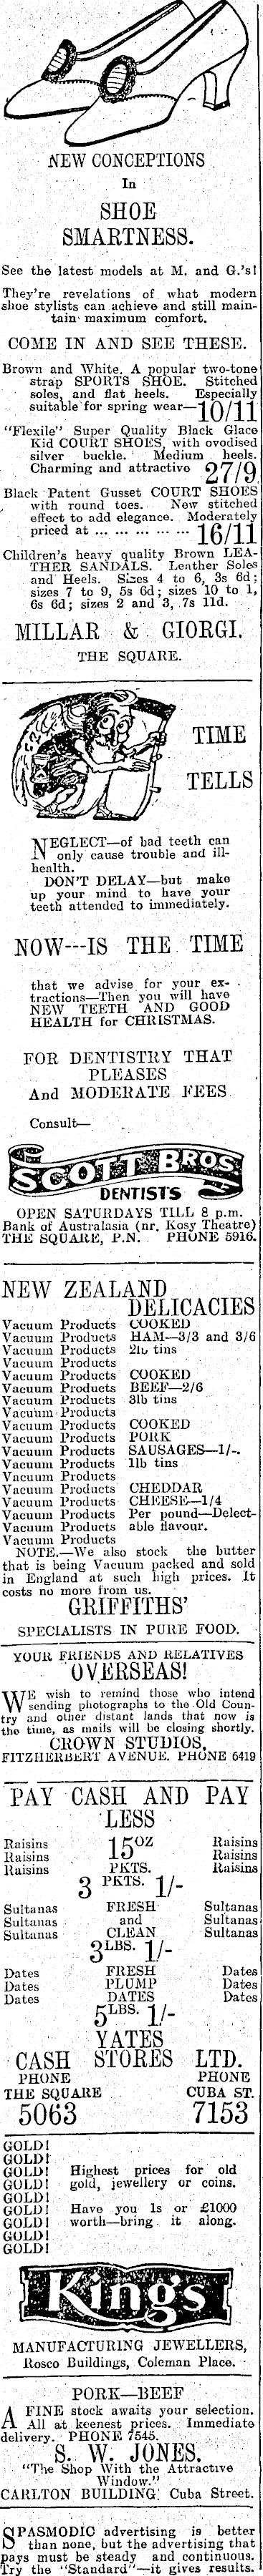 NEW CONCEPTIONS
In
SHOE
SMARTNESS.
See the latest models at M. and G.'s!
They're revelations of what modern
shoe stylists can achieve and still main-
tain maximum comfort.
COME IN AND SEE THESE.
Brown and White. A popular two-tone
strap SPORTS SHOE. Stitched
soles, and flat heels. Especially
suitable for spring wear—10/11
"Flexile" Super Quality Black Glace
Kid COURT SHOES, with ovodised
silver buckle. Medium heels.
Charming and attractive 27/9
Black Patent Gusset COURT SHOES
with round toes. New stitched
effect to add elegance. Moderately
priced at ... ... ... ... ... 16/11
Children's heavy quality Brown LEA-
THER SANDALS. Leather Soles
and Heels. Sizes 4 to 6, 3s 6d;
sizes 7 to 9, 5s 6d; sizes 10 to 1,
6s 6d; sizes 2 and 3, 7s 11d.
MILLAR & GIORGI.
THE SQUARE.
TIME
TELLS
NEGLECT—of bad teeth can
only cause trouble and ill-
health.
DON'T DELAY—but make
up your mind to have your
teeth attended to immediately.
NOW---IS THE TIME
that we advise for your ex-
tractions—Then you will have
NEW TEETH AND GOOD
HEALTH for CHRISTMAS.
FOR DENTISTRY THAT
PLEASES
And MODERATE FEES
Consult—
SCOTT BROS
DENTISTS
OPEN SATURDAYS TILL 8 p.m.
Bank of Australasia (nr. Kosy Theatre)
THE SQUARE, P.N. PHONE 5916.
NEW ZEALAND
DELICACIES
Vacuum Products COOKED
Vacuum Products HAM—3/3 and 3/6
Vacuum Products 2lb tins
Vacuum Products
Vacuum Products COOKED
Vacuum Products BEEF—2/6
Vacuum Products 3lb tins
Vacuum Products
Vacuum Products COOKED
Vacuum Products PORK
Vacuum Products SAUSAGES—1/-.
Vacuum Products 1lb tins
Vacuum Products
Vacuum Products CHEDDAR
Vacuum Products CHEESE—1/4
Vacuum Products Per pound—Delect-
Vacuum Products able flavour.
Vacuum Products
NOTE.—We also stock the butter
that is being Vacuum packed and sold
in England at such high prices. It
costs no more from us.
GRIFFITHS'
SPECIALISTS IN PURE FOOD.
YOUR FRIENDS AND RELATIVES
OVERSEAS!
WE wish to remind those who intend
sending photographs to the Old Coun-
try and other distant lands that now is
the time, as mails will be closing shortly.
CROWN STUDIOS,
FITZHERBERT AVENUE. PHONE 6419
PAY CASH AND PAY
LESS
Raisins 15OZ Raisins
Raisins PKTS. Raisins
Raisins 3 PKTS. 1/- Raisins
Sultanas FRESH Sultanas
Sultanas and Sultanas
Sultanas CLEAN Sultanas
3LBS. 1/-
Dates FRESH Dates
Dates PLUMP Dates
Dates DATES Dates
5LBS. 1/-
YATES
CASH STORES LTD.
PHONE PHONE
THE SQUARE CUBA ST.
5063 7153
GOLD!
GOLD!
GOLD! Highest prices for old
GOLD! gold, jewellery or coins.
GOLD!
GOLD! Have you 1s or £1000
GOLD! worth—bring it along.
GOLD!
GOLD!
King's
MANUFACTURING JEWELLERS,
Rosco Buildings, Coleman Place.
PORK—BEEF
A FINE stock awaits your selection.
All at keenest prices. Immediate
delivery. PHONE 7545.
S. W. JONES,
"The Shop With the Attractive
Window."
CARLTON BUILDING, Cuba Street.
SPASMODIC advertising is better
than none, but the advertising that
pays must be steady and continuous.
Try the "Standard"—it gives results.